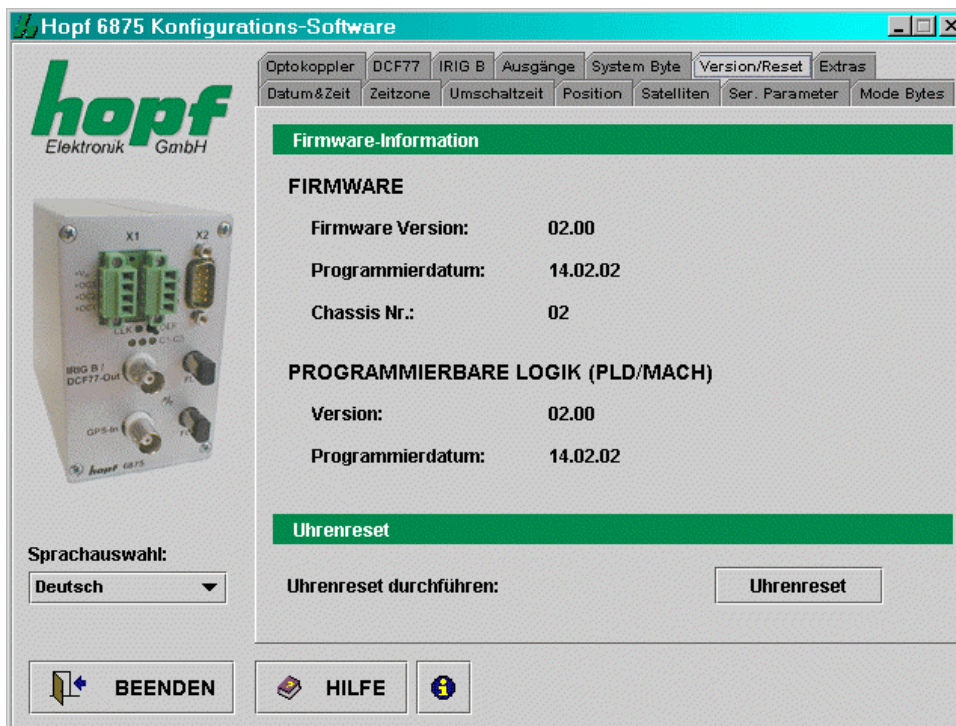 Hopf 6875 Konfigurations-Software
hopf
Elektronik GmbH
Optokoppler DCF77 IRIG B Ausgänge System Byte Version/Reset Extras
Datum&Zeit Zeitzone Umschaltzeit Position Satelliten Ser. Parameter Mode Bytes
Firmware-Information
FIRMWARE
Firmware Version: 02.00
Programmierdatum: 14.02.02
Chassis Nr.: 02
PROGRAMMIERBARE LOGIK (PLD/MACH)
Version: 02.00
Programmierdatum: 14.02.02
Uhrenreset
Uhrenreset durchführen: Uhrenreset
X1 X2
CLK
C1-C3
IRIG B /
DCF77-Out
GPS-In
hopf 6875
Sprachauswahl:
Deutsch
BEENDEN HILFE